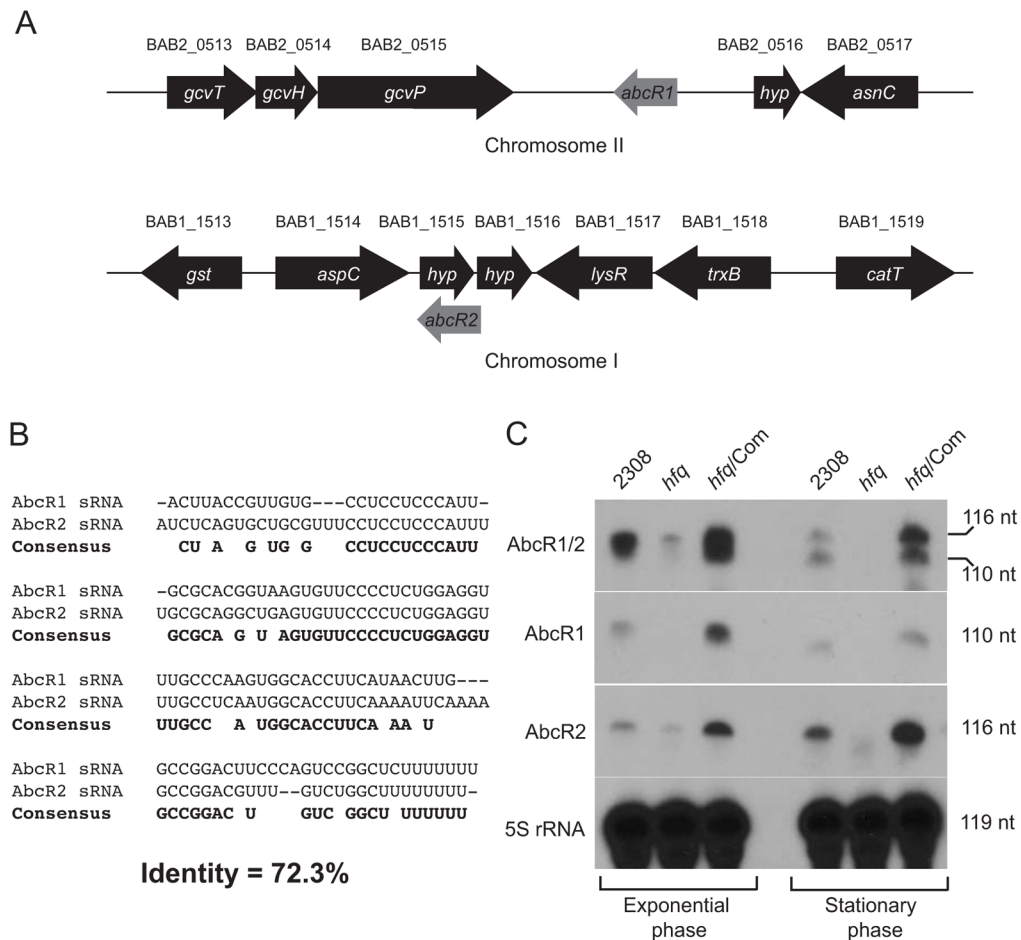 A
BAB2_0513 BAB2_0514 BAB2_0515 BAB2_0516 BAB2_0517
gcvT gcvH gcvP abcR1 hyp asnC
Chromosome II
BAB1_1513 BAB1_1514 BAB1_1515 BAB1_1516 BAB1_1517 BAB1_1518 BAB1_1519
gst aspC hyp hyp lysR trxB catT
abcR2
Chromosome I
B
AbcR1 sRNA -ACUUACCGUUGUG---CCUCCUCCCAUU-
AbcR2 sRNA AUCUCAGUGCUGCGUUUCCUCCUCCCAUUU
Consensus CU A G UG G CCUCCUCCCAUU
AbcR1 sRNA -GCGCACGGUAAGUGUUCCCCUCUGGAGGU
AbcR2 sRNA UGCGCAGGCUGAGUGUUCCCCUCUGGAGGU
Consensus GCGCA G U AGUGUUCCCCUCUGGAGGU
AbcR1 sRNA UUGCCCAAGUGGCACCUUCAUAACUUG---
AbcR2 sRNA UUGCCUCAAUGGCACCUUCAAAAUUCAAAA
Consensus UUGCC A UGGCACCUUCA AA U
AbcR1 sRNA GCCGGACUUCCCAGUCCGGCUCUUUUUUUU
AbcR2 sRNA GCCGGACGUUU--GUCUGGCUUUUUUUUU-
Consensus GCCGGAC U GUC GGCU UUUUUUU
Identity = 72.3%
C
2308 hfq hfq/Com 2308 hfq hfq/Com
AbcR1/2 116 nt
110 nt
AbcR1 110 nt
AbcR2 116 nt
5S rRNA 119 nt
Exponential phase
Stationary phase